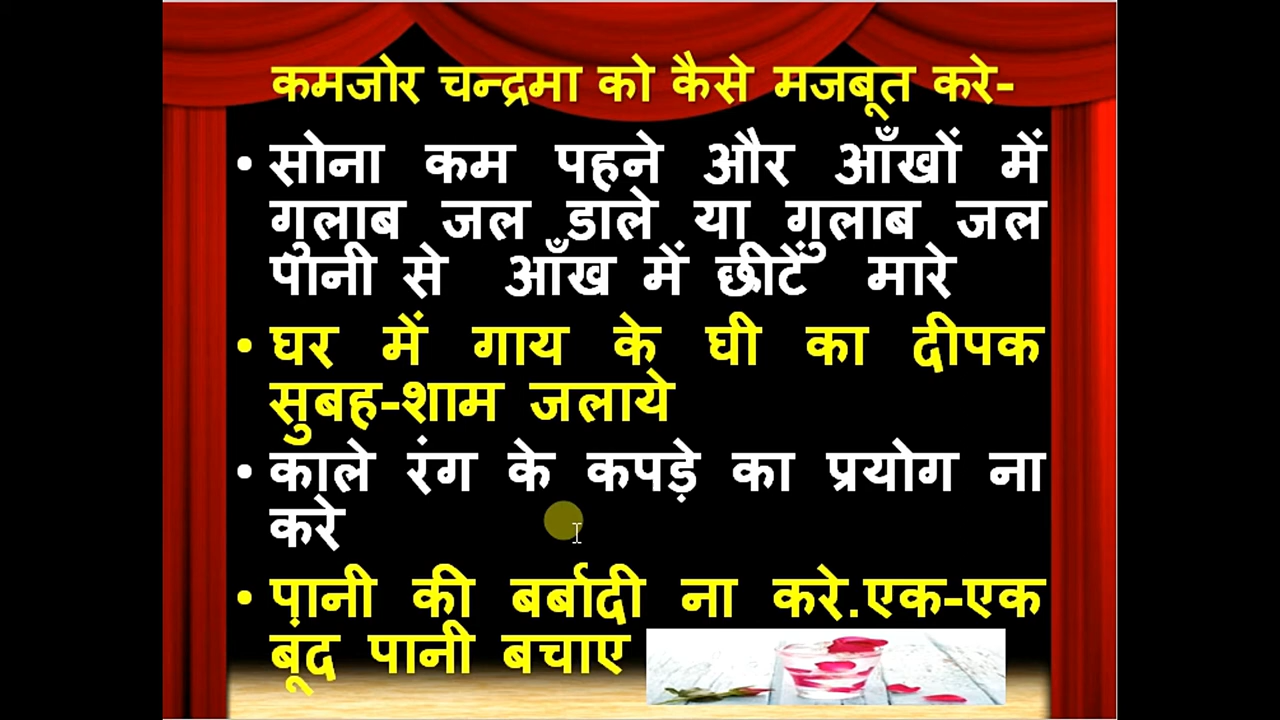 कमजोर चन्द्रमा को कैसे मजबूत करे-
• सोना कम पहने और आँखों में
गुलाब जल डाले या गुलाब जल
पानी से आँख में छीटें मारे
• घर में गाय के घी का दीपक
सुबह-शाम जलाये
• काले रंग के कपड़े का प्रयोग ना
करे
• पा़नी की बर्बादी ना करे.एक-एक
बूंद पानी बचाए